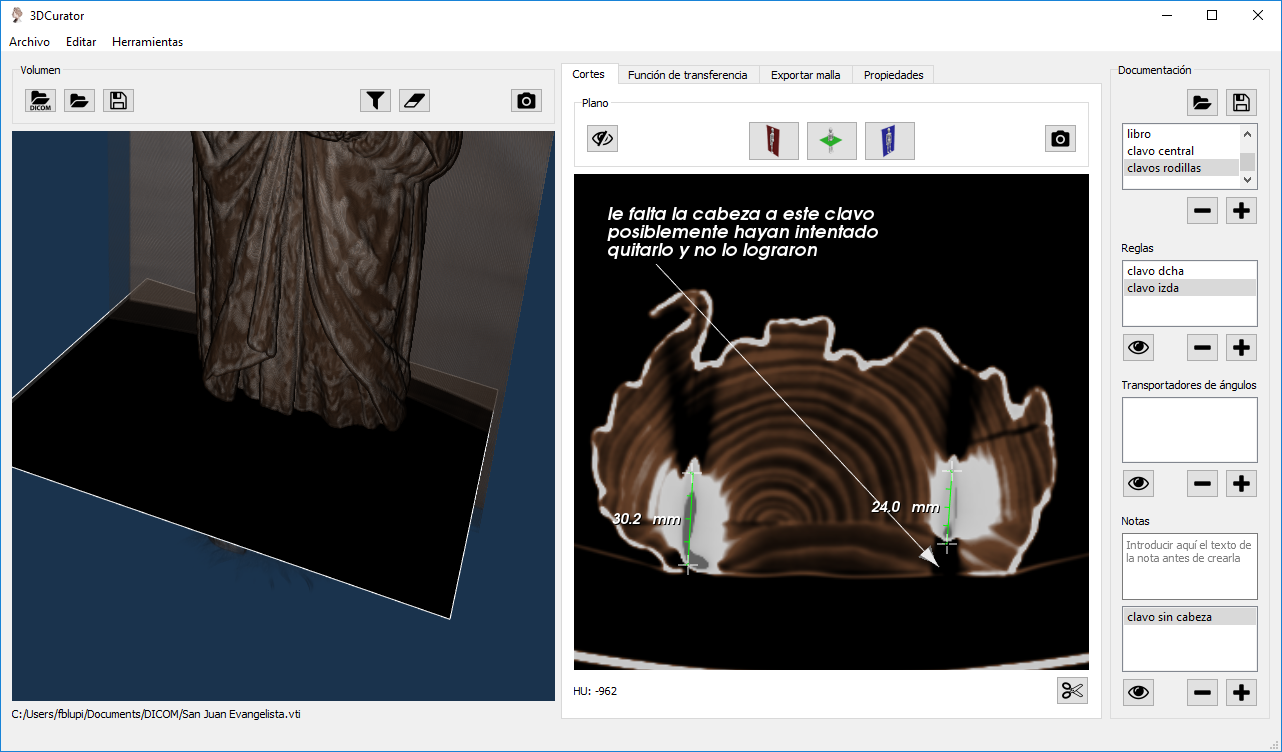 3DCurator
Archivo Editar Herramientas
Volumen
DICOM
C:/Users/fblupi/Documents/DICOM/San Juan Evangelista.vti
Cortes Función de transferencia Exportar malla Propiedades
Plano
le falta la cabeza a este clavo
posiblemente hayan intentado
quitarlo y no lo lograron
30.2 mm
24.0 mm
HU: -962
Documentación
libro
clavo central
clavos rodillas
Reglas
clavo dcha
clavo izda
Transportadores de ángulos
Notas
Introducir aquí el texto de
la nota antes de crearla
clavo sin cabeza